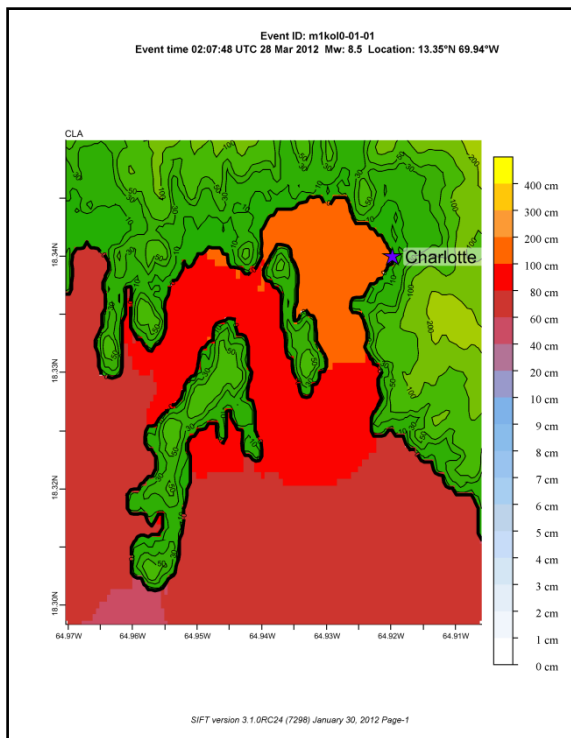 Event ID: m1kol0-01-01
Event time 02:07:48 UTC 28 Mar 2012  Mw: 8.5  Location: 13.35°N 69.94°W
CLA
400 cm
300 cm
200 cm
100 cm
80 cm
60 cm
40 cm
20 cm
10 cm
9 cm
8 cm
7 cm
6 cm
5 cm
4 cm
3 cm
2 cm
1 cm
0 cm
18.34N
18.33N
18.32N
18.30N
Charlotte
64.97W 64.96W 64.95W 64.94W 64.93W 64.92W 64.91W
SIFT version 3.1.0RC24 (7298) January 30, 2012 Page-1